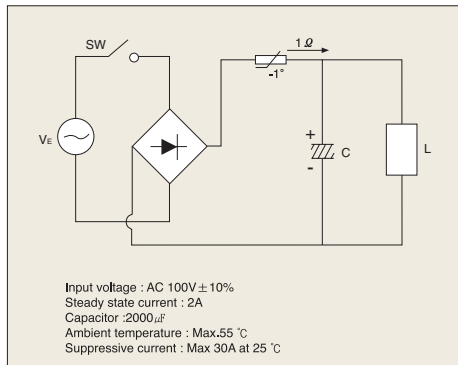 SW
1Ω
-1°
VE
+
-
C
L
Input voltage : AC 100V±10%
Steady state current : 2A
Capacitor :2000μF
Ambient temperature : Max.55 °C
Suppressive current : Max 30A at 25 °C